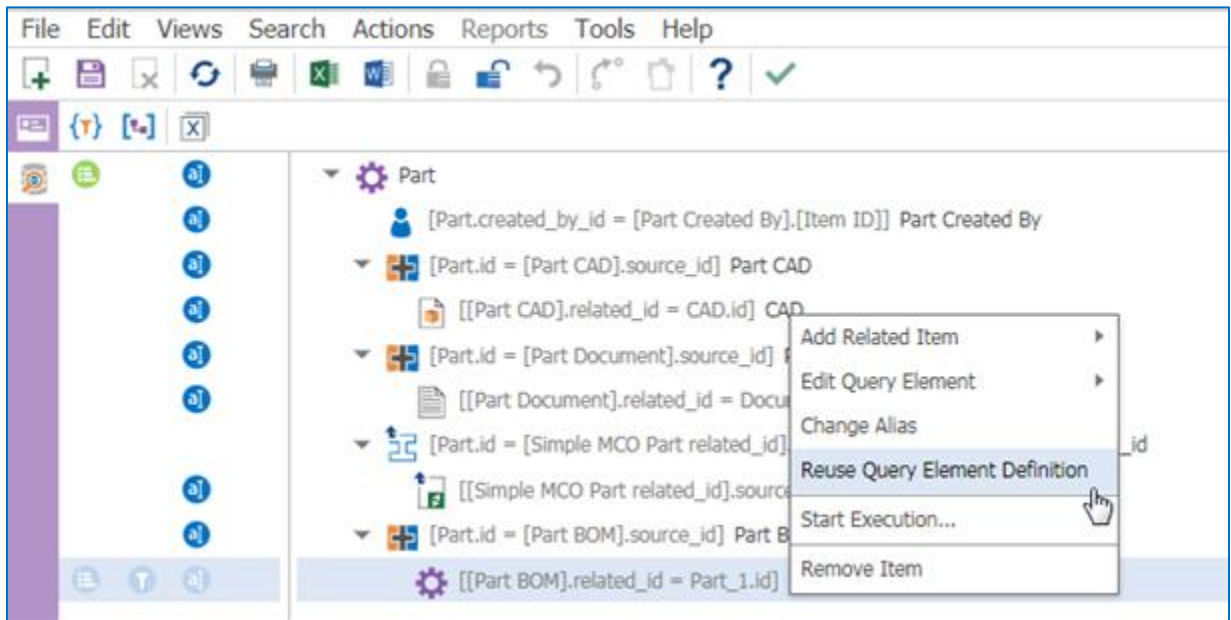 File Edit Views Search Actions Reports Tools Help
Part
[Part.created_by_id = [Part Created By].[Item ID]] Part Created By
[Part.id = [Part CAD].source_id] Part CAD
[[Part CAD].related_id = CAD.id] CAD
[Part.id = [Part Document].source_id]
[[Part Document].related_id = Docu
[Part.id = [Simple MCO Part related_id]. _id
[[Simple MCO Part related_id].source
[Part.id = [Part BOM].source_id] Part B
[[Part BOM].related_id = Part_1.id]
Add Related Item
Edit Query Element
Change Alias
Reuse Query Element Definition
Start Execution...
Remove Item